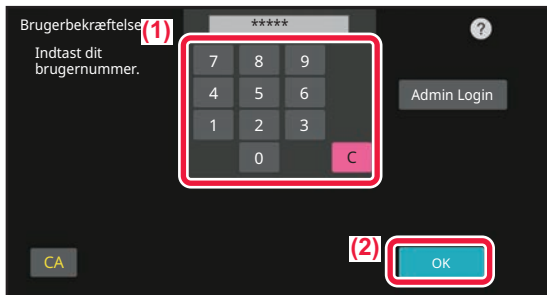 Brugerbekræftelse
(1)
*****
?
Indtast dit
brugernummer.
7 8 9
4 5 6
Admin Login
1 2 3
0 C
(2)
CA
OK